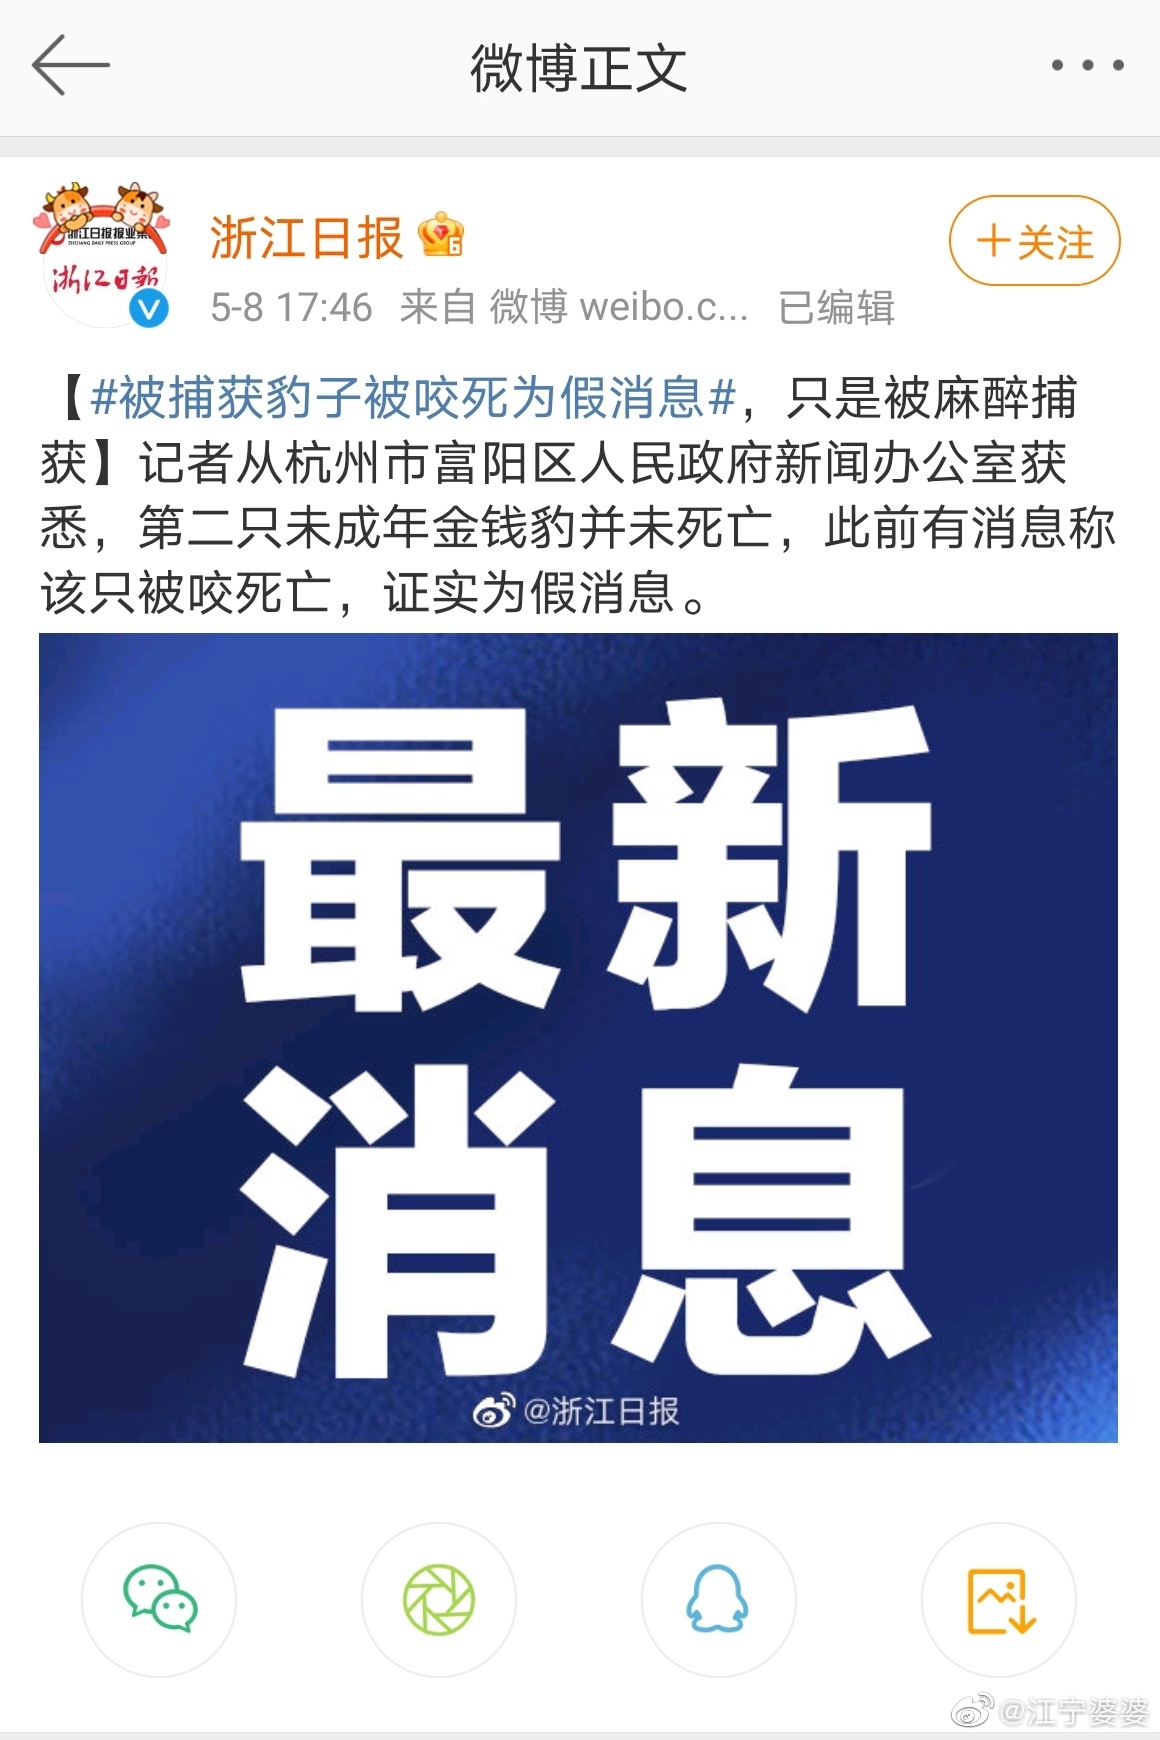 微博正文
浙江日报报业集
ZHEJIANG DAILY PRESS GROUP
浙江日報
浙江日报
6
+关注
5-8 17:46 来自 微博 weibo.c... 已编辑
【#被捕获豹子被咬死为假消息#，只是被麻醉捕
获】记者从杭州市富阳区人民政府新闻办公室获
悉，第二只未成年金钱豹并未死亡，此前有消息称
该只被咬死亡，证实为假消息。
最新
消息
@浙江日报
@江宁婆婆